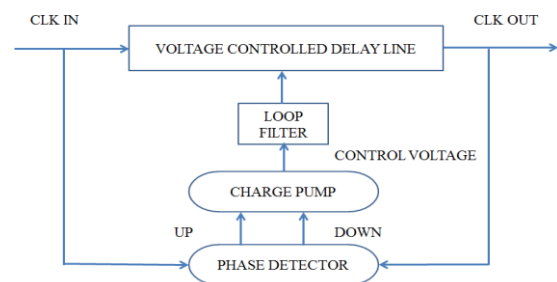 CLK IN
CLK OUT
VOLTAGE CONTROLLED DELAY LINE
LOOP
FILTER
CONTROL VOLTAGE
CHARGE PUMP
UP
DOWN
PHASE DETECTOR